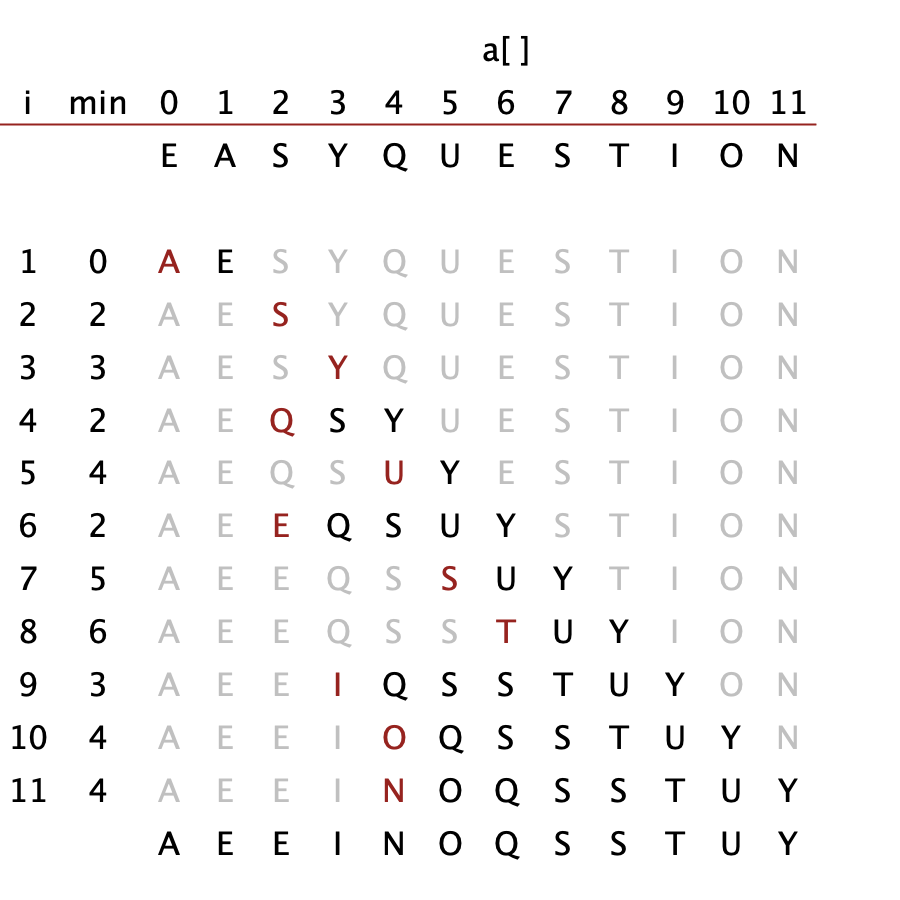 a[ ]
i min 0 1 2 3 4 5 6 7 8 9 10 11
E A S Y Q U E S T I O N
1 0 A E S Y Q U E S T I O N
2 2 A E S Y Q U E S T I O N
3 3 A E S Y Q U E S T I O N
4 2 A E Q S Y U E S T I O N
5 4 A E Q S U Y E S T I O N
6 2 A E E Q S U Y S T I O N
7 5 A E E Q S S U Y T I O N
8 6 A E E Q S S T U Y I O N
9 3 A E E I Q S S T U Y O N
10 4 A E E I O Q S S T U Y N
11 4 A E E I N O Q S S T U Y
A E E I N O Q S S T U Y